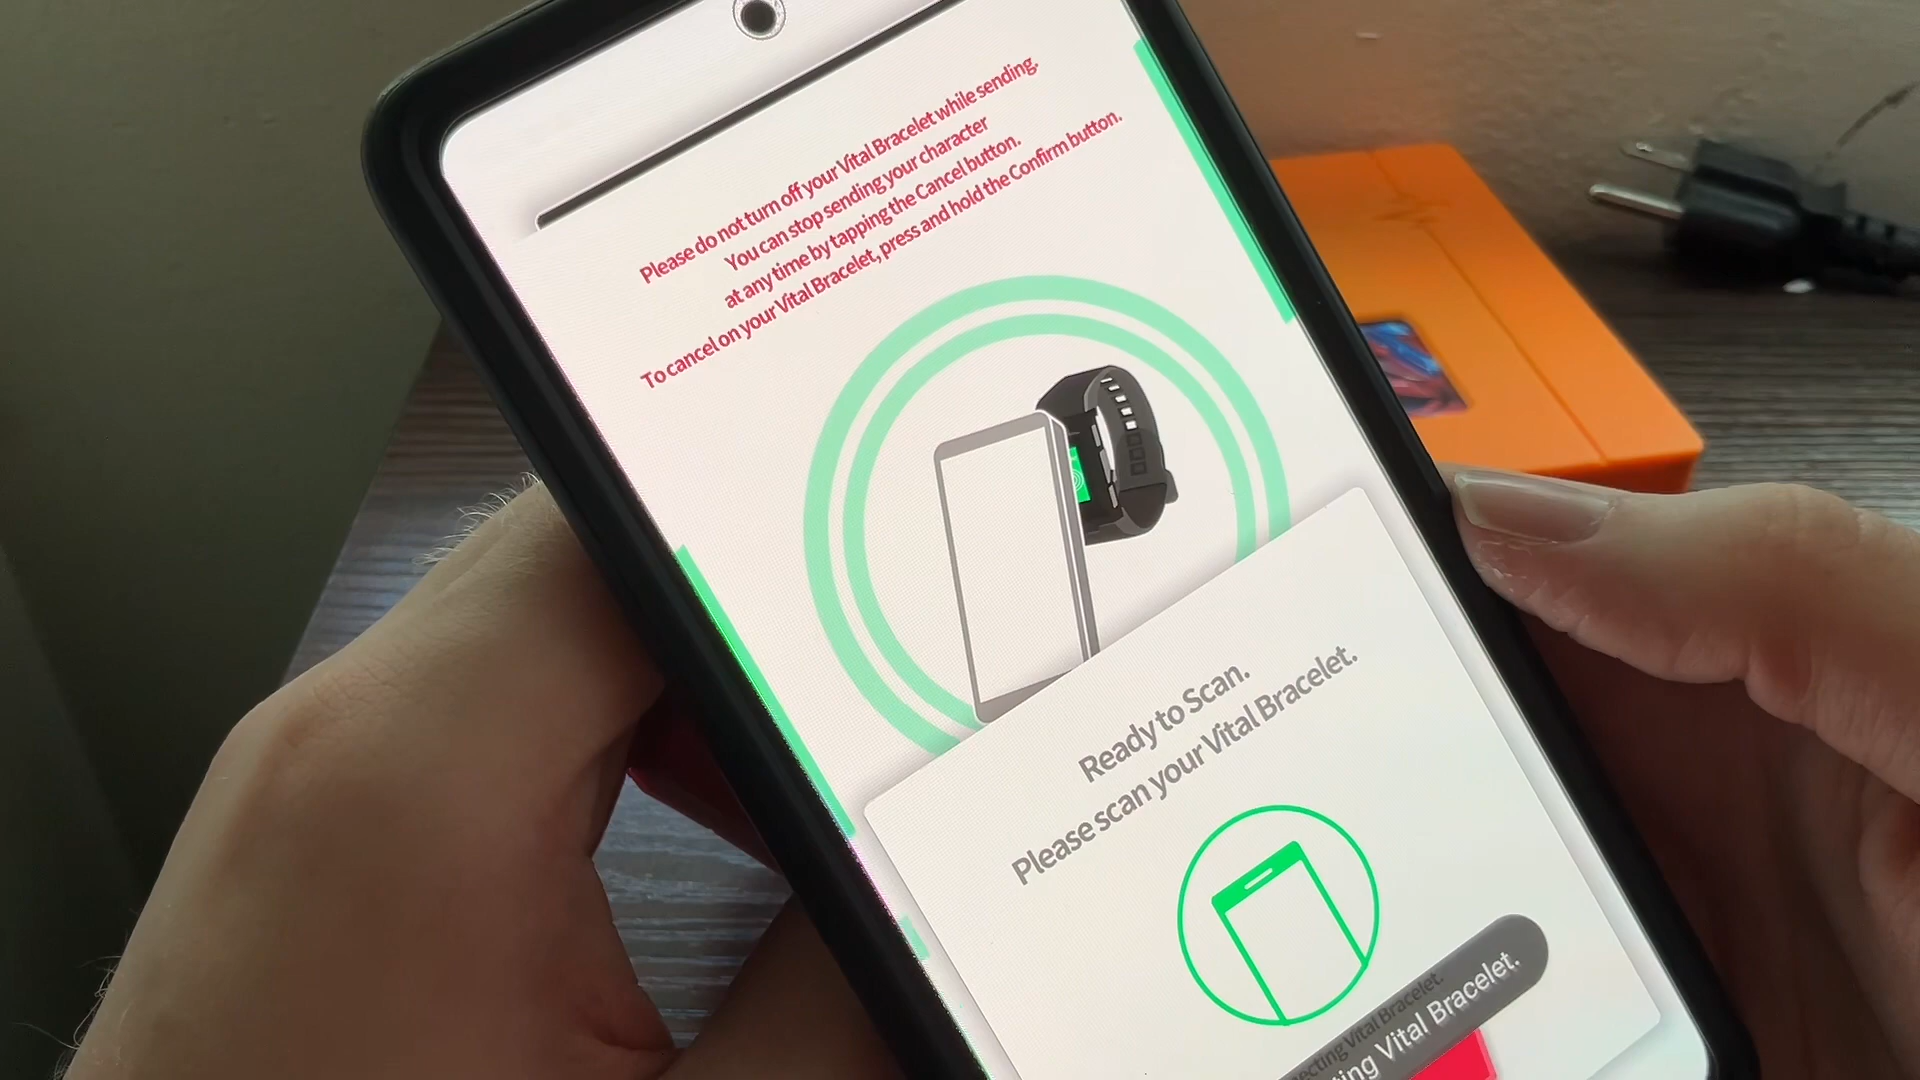 Please do not turn off your Vital Bracelet while sending.
You can stop sending your character
at any time by tapping the Cancel button.
To cancel on your Vital Bracelet, press and hold the Confirm button.
Ready to Scan.
Please scan your Vital Bracelet.
Vital Bracelet.
Vital Bracelet.